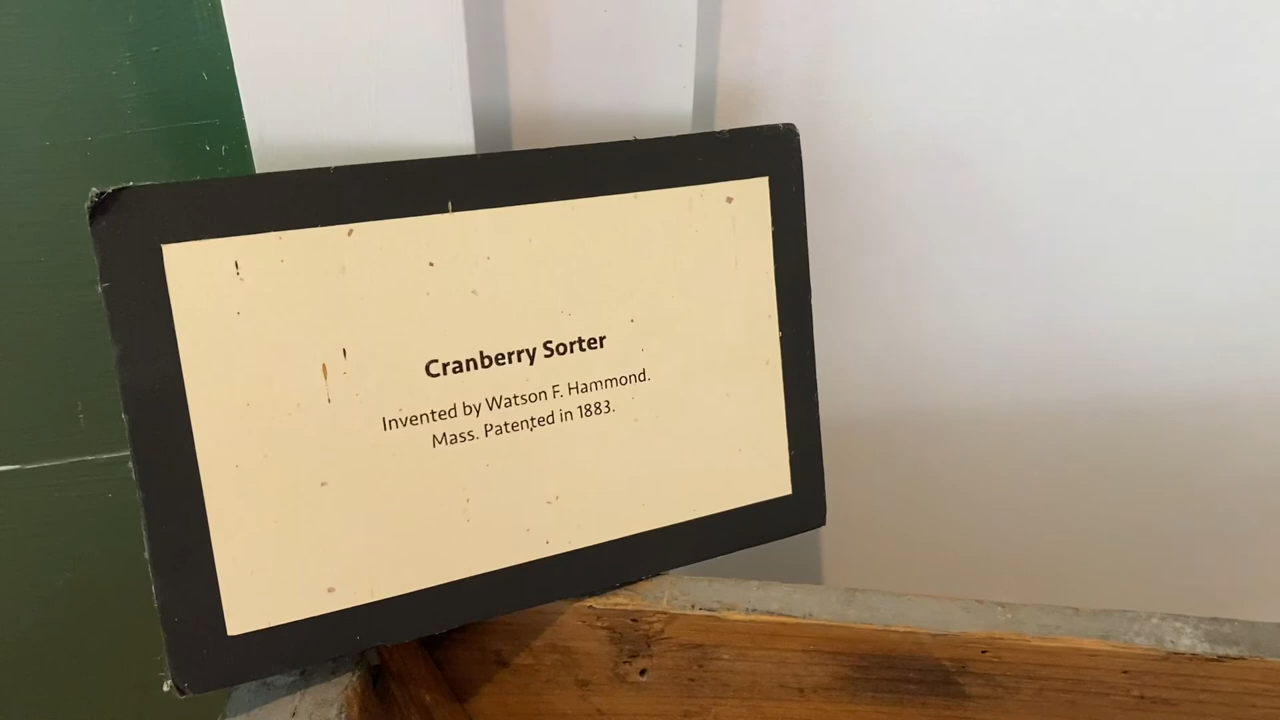 Cranberry Sorter
Invented by Watson F. Hammond.
Mass. Patented in 1883.